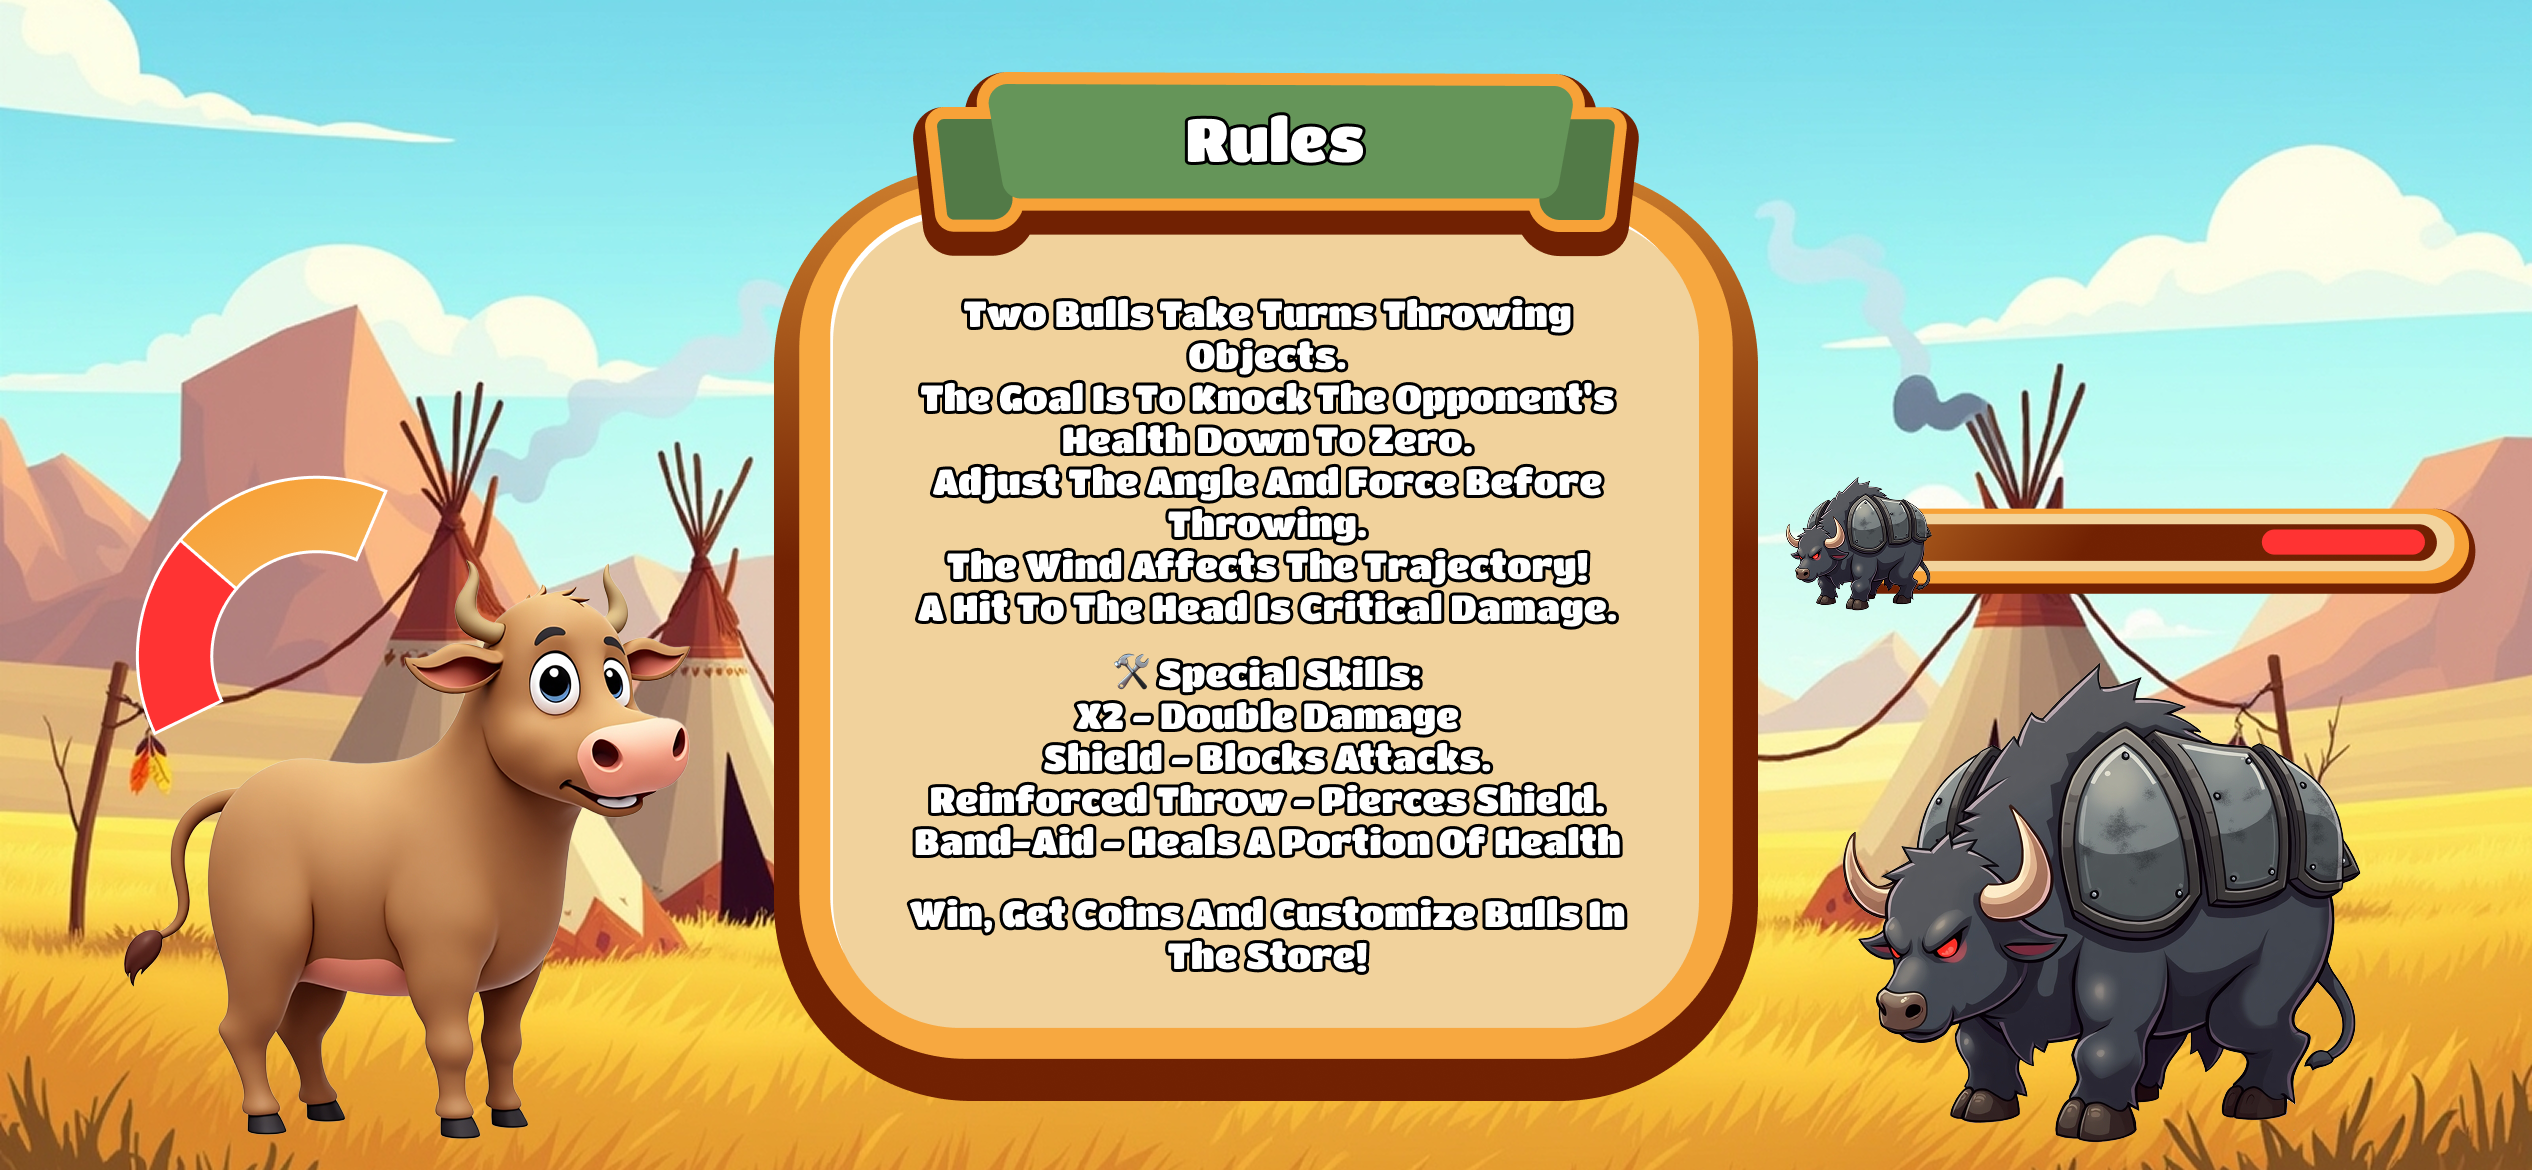 Rules
Two Bulls Take Turns Throwing
Objects.
The Goal Is To Knock The Opponent's
Health Down To Zero.
Adjust The Angle And Force Before
Throwing.
The Wind Affects The Trajectory!
A Hit To The Head Is Critical Damage.
🛠 Special Skills:
X2 - Double Damage
Shield - Blocks Attacks.
Reinforced Throw - Pierces Shield.
Band-Aid - Heals A Portion Of Health
Win, Get Coins And Customize Bulls In
The Store!